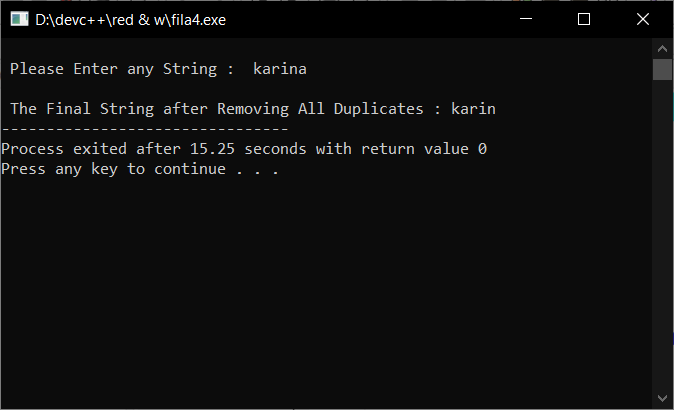 D:\devc++\red & w\fila4.exe
Please Enter any String :  karina
The Final String after Removing All Duplicates : karin
--------------------------------
Process exited after 15.25 seconds with return value 0
Press any key to continue . . .